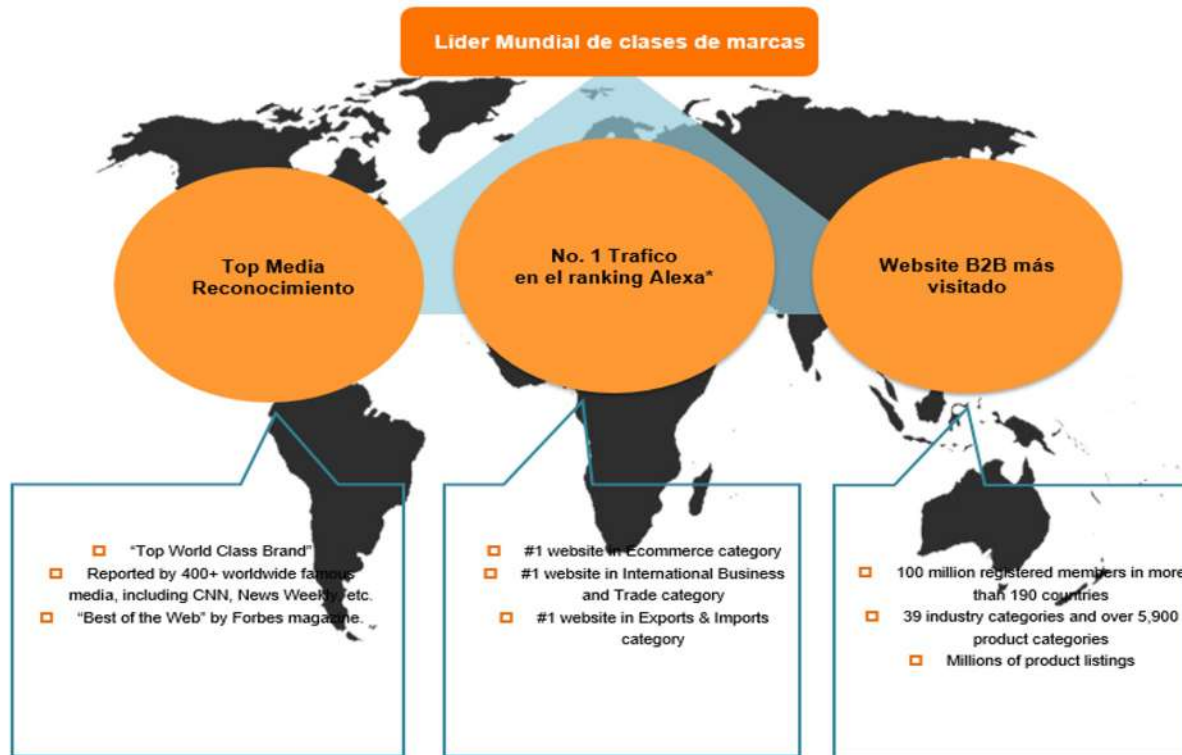 Lider Mundial de clases de marcas
Top Media
Reconocimiento
No. 1 Trafico
en el ranking Alexa*
Website B2B más
visitado
“Top World Class Brand”
Reported by 400+ worldwide famous
media, including CNN, News Weekly, etc.
“Best of the Web” by Forbes magazine.
#1 website in Ecommerce category
#1 website in International Business
and Trade category
#1 website in Exports & Imports
category
100 million registered members in more
than 190 countries
39 industry categories and over 5,900
product categories
Millions of product listings